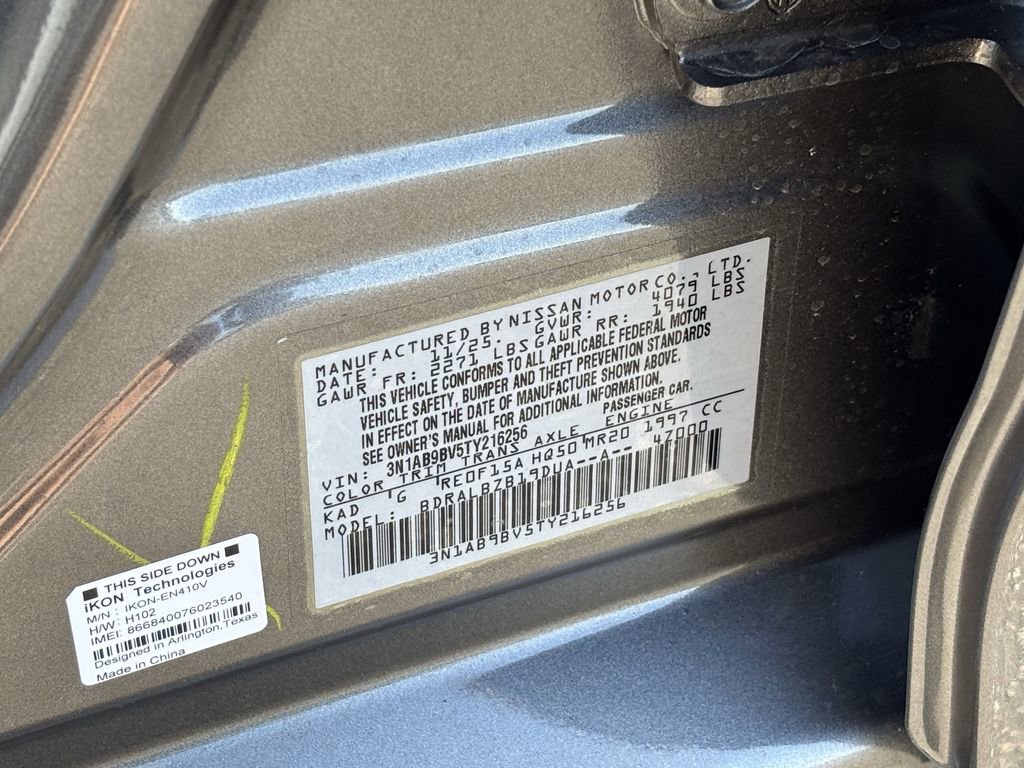 MANUFACTURED BY NISSAN MOTOR CO., LTD.
DATE: 11/25. GVWR: 4079 LBS
GAWR FR: 2271 LBS GAWR RR: 1940 LBS
THIS VEHICLE CONFORMS TO ALL APPLICABLE FEDERAL MOTOR
VEHICLE SAFETY, BUMPER AND THEFT PREVENTION STANDARDS
IN EFFECT ON THE DATE OF MANUFACTURE SHOWN ABOVE.
SEE OWNER'S MANUAL FOR ADDITIONAL INFORMATION.
VIN: 3N1AB9BV5TY216256 PASSENGER CAR.
COLOR TRIM TRANS AXLE ENGINE
KAD G RE0F15A HQ50 MR20 1997 CC
MODEL: BDRALBZB19DUA--A-- 4Z000
3N1AB9BV5TY216256
THIS SIDE DOWN
iKON Technologies
M/N : IKON-EN410V
H/W: H102
IMEI: 866840076023540
Designed in Arlington,Texas
Made in China